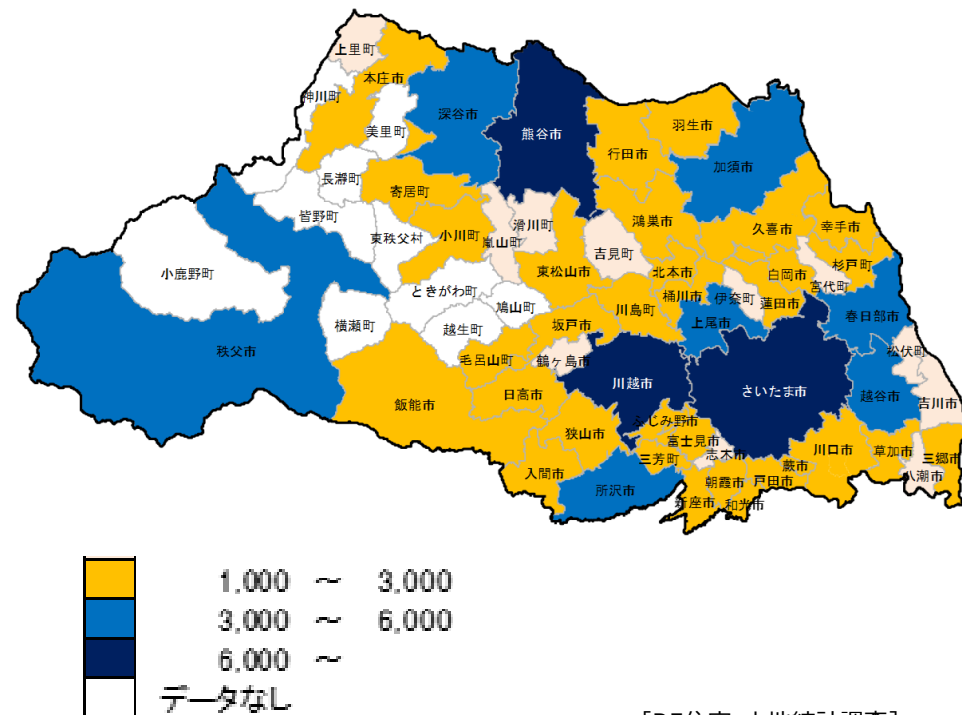 上里町
本庄市
神川町
美里町
深谷市
熊谷市
行田市
羽生市
加須市
長瀞町
寄居町
皆野町
東秩父村
小川町
嵐山町
滑川町
吉見町
鴻巣市
久喜市
幸手市
小鹿野町
東松山市
北本市
白岡市
杉戸町
宮代町
ときがわ町
鳩山町
川島町
桶川市
伊奈町
蓮田市
春日部市
横瀬町
越生町
坂戸市
上尾市
秩父市
毛呂山町
鶴ヶ島市
松伏町
川越市
さいたま市
越谷市
吉川市
飯能市
日高市
狭山市
ふじみ野市
富士見市
志木市
川口市
草加市
三郷市
入間市
三芳町
蕨市
八潮市
所沢市
朝霞市
戸田市
新座市
和光市
1,000 ～ 3,000
3,000 ～ 6,000
6,000 ～
データなし